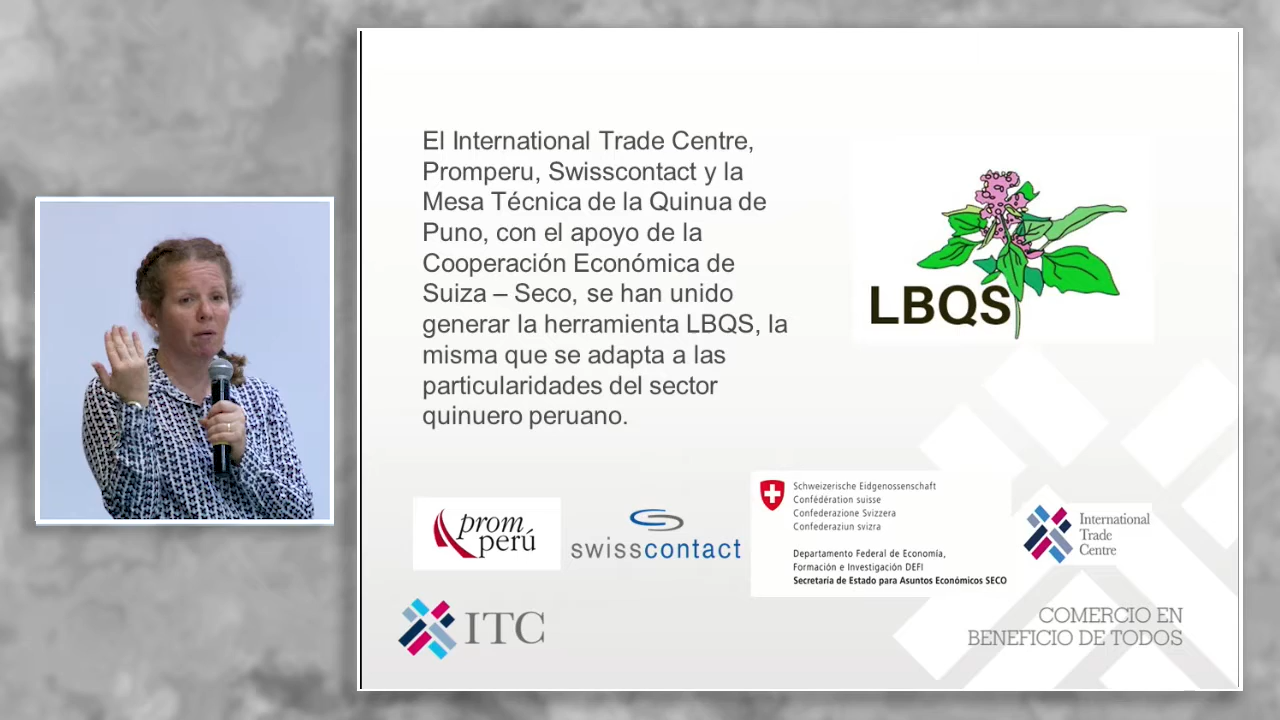 El International Trade Centre,
Promperu, Swisscontact y la
Mesa Técnica de la Quinua de
Puno, con el apoyo de la
Cooperación Económica de
Suiza – Seco, se han unido
generar la herramienta LBQS, la
misma que se adapta a las
particularidades del sector
quinuero peruano.
LBQS
prom
perú
swisscontact
Schweizerische Eidgenossenschaft
Confédération suisse
Confederazione Svizzera
Confederaziun svizra
Departamento Federal de Economía,
Formación e Investigación DEFI
Secretaría de Estado para Asuntos Económicos SECO
International
Trade
Centre
ITC
COMERCIO EN
BENEFICIO DE TODOS